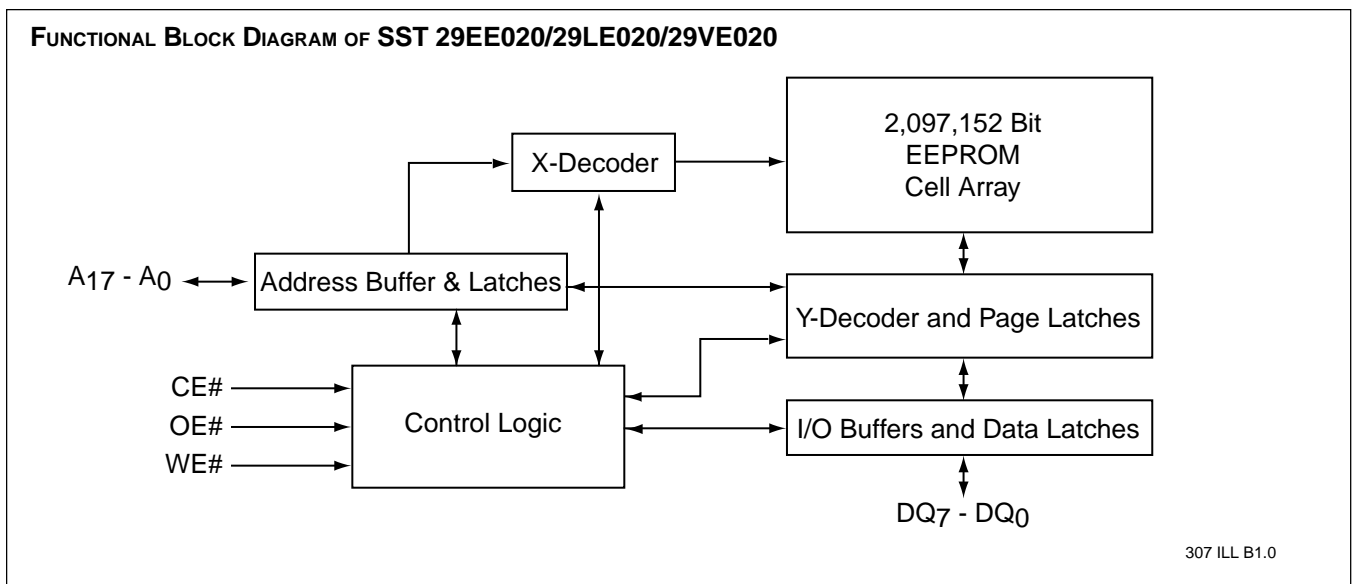 FUNCTIONAL BLOCK DIAGRAM OF SST 29EE020/29LE020/29VE020
2,097,152 Bit
EEPROM
Cell Array
X-Decoder
A17 - A0
Address Buffer & Latches
Y-Decoder and Page Latches
CE#
OE#
WE#
Control Logic
I/O Buffers and Data Latches
DQ7 - DQ0
307 ILL B1.0